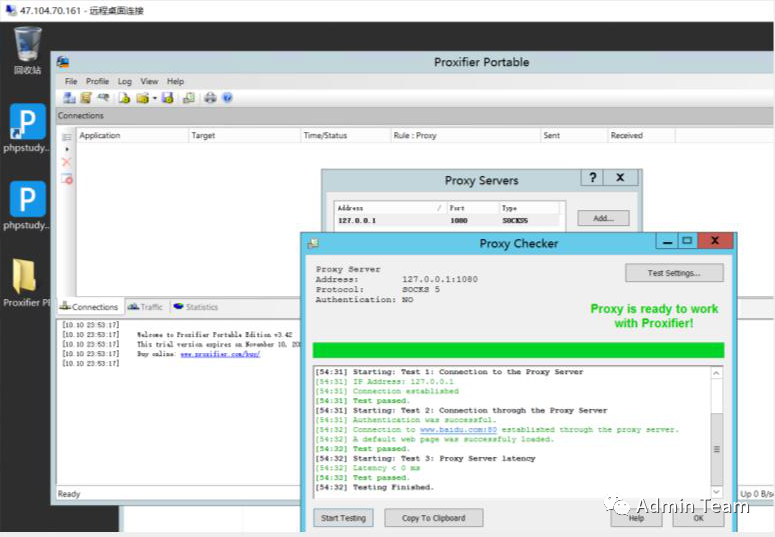 47.104.70.161 - 远程桌面连接
回收站
Proxifier Portable
File Profile Log View Help
Connections
Application Target Time/Status Rule : Proxy Sent Received
phpstudy...
Proxy Servers
Address / Port Type
127.0.0.1 1080 SOCKS5
Add...
phpstudy...
Proxy Checker
Proxy Server
Address: 127.0.0.1:1080
Protocol: SOCKS 5
Authentication: NO
Test Settings...
Proxy is ready to work
with Proxifier!
Proxifier PE
Connections Traffic Statistics
[10.10 23:53:17]
[10.10 23:53:17] Welcome to Proxifier Portable Edition v3.42
[10.10 23:53:17] This trial version expires on November 10, 20
[10.10 23:53:17] Buy online: www.proxifier.com/buy/
[54:31] Starting: Test 1: Connection to the Proxy Server
[54:31] IP Address: 127.0.0.1
[54:31] Connection established
[54:31] Test passed.
[54:31] Starting: Test 2: Connection through the Proxy Server
[54:31] Authentication was successful.
[54:32] Connection to www.baidu.com:80 established through the proxy server.
[54:32] A default web page was successfuly loaded.
[54:32] Test passed.
[54:32] Starting: Test 3: Proxy Server latency
[54:32] Latency < 0 ms
[54:32] Test passed.
[54:32] Testing Finished.
Ready
Up 0 B/s
Start Testing Copy To Clipboard Help OK
Admin Team